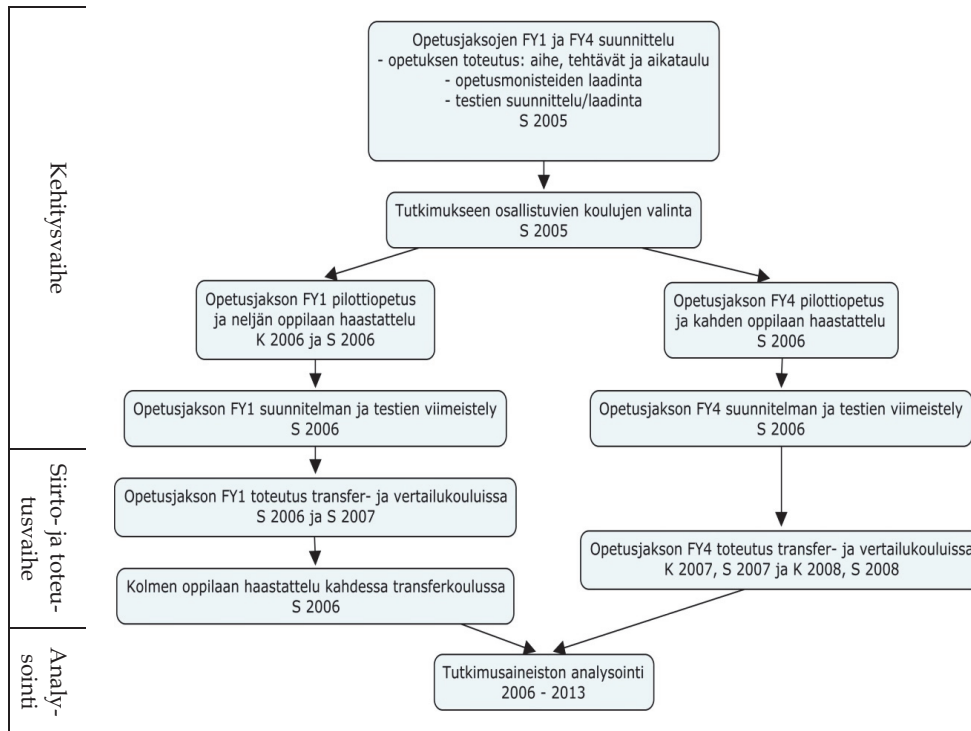 Kehitysvaihe
Opetusjaksojen FY1 ja FY4 suunnittelu
- opetuksen toteutus: aihe, tehtävät ja aikataulu
- opetusmonisteiden laadinta
- testien suunnittelu/laadinta
S 2005
Tutkimukseen osallistuvien koulujen valinta
S 2005
Opetusjakson FY1 pilottiopetus
ja neljän oppilaan haastattelu
K 2006 ja S 2006
Opetusjakson FY4 pilottiopetus
ja kahden oppilaan haastattelu
S 2006
Opetusjakson FY1 suunnitelman ja testien viimeistely
S 2006
Opetusjakson FY4 suunnitelman ja testien viimeistely
S 2006
Siirto- ja toteu-
tusvaihe
Opetusjakson FY1 toteutus transfer- ja vertailukouluissa
S 2006 ja S 2007
Opetusjakson FY4 toteutus transfer- ja vertailukouluissa
K 2007, S 2007 ja K 2008, S 2008
Kolmen oppilaan haastattelu kahdessa transferkoulussa
S 2006
Analy-
sointi
Tutkimusaineiston analysointi
2006 - 2013